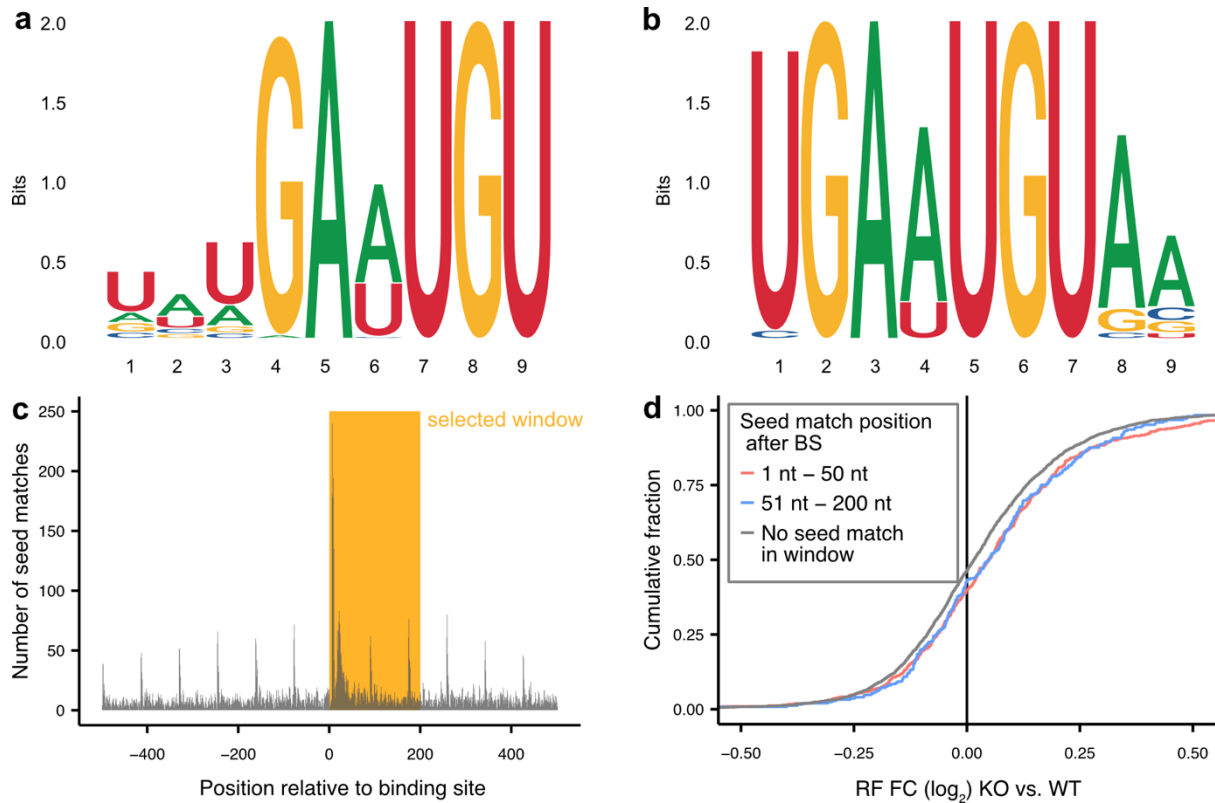 a
2.0
1.5
1.0
0.5
0.0
Bits
U A G C
A U C G
U A G C
G A
A
A U
U
G
U
1 2 3 4 5 6 7 8 9
b
2.0
1.5
1.0
0.5
0.0
Bits
U C
G
A
A U
U
G
U
A G C
A C G U
1 2 3 4 5 6 7 8 9
c
250
200
150
100
50
0
Number of seed matches
selected window
−400 −200 0 200 400
Position relative to binding site
d
1.00
0.75
0.50
0.25
0.00
Cumulative fraction
Seed match position
after BS
1 nt − 50 nt
51 nt − 200 nt
No seed match
in window
−0.50 −0.25 0.00 0.25 0.50
RF FC (log₂) KO vs. WT